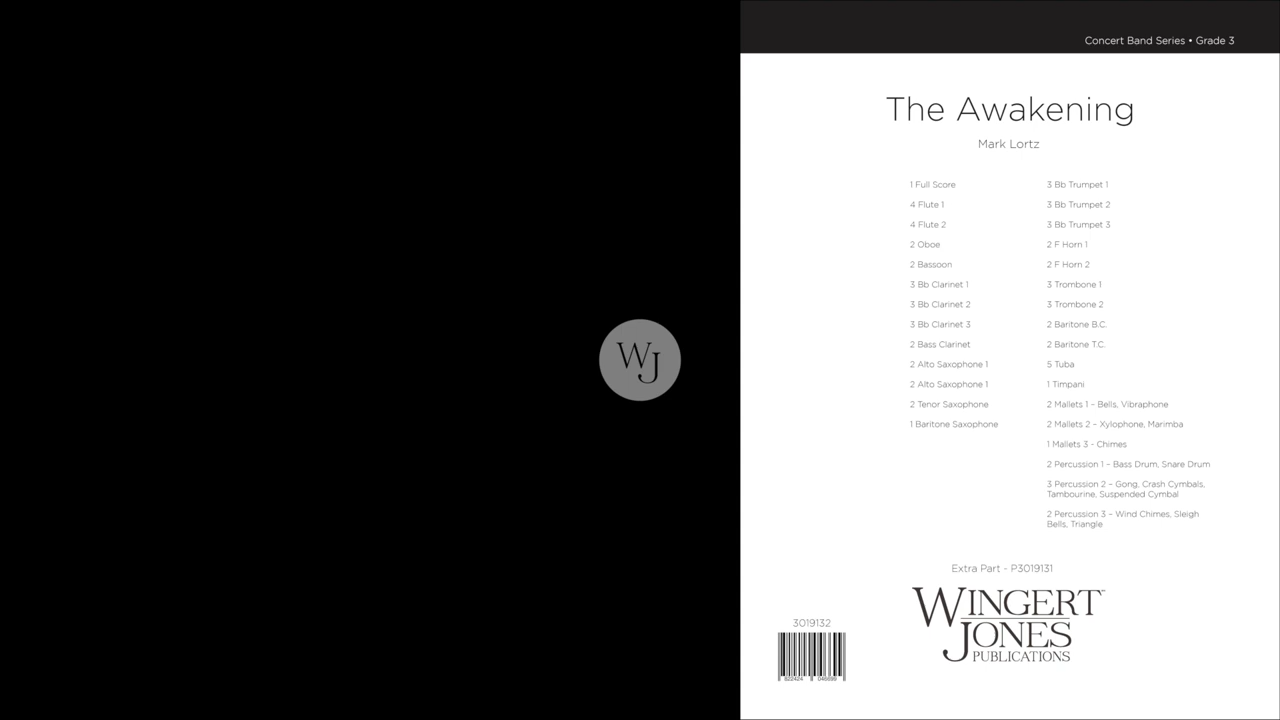 Concert Band Series • Grade 3
The Awakening
Mark Lortz
1 Full Score
4 Flute 1
4 Flute 2
2 Oboe
2 Bassoon
3 Bb Clarinet 1
3 Bb Clarinet 2
3 Bb Clarinet 3
2 Bass Clarinet
2 Alto Saxophone 1
2 Alto Saxophone 1
2 Tenor Saxophone
1 Baritone Saxophone
3 Bb Trumpet 1
3 Bb Trumpet 2
3 Bb Trumpet 3
2 F Horn 1
2 F Horn 2
3 Trombone 1
3 Trombone 2
2 Baritone B.C.
2 Baritone T.C.
5 Tuba
1 Timpani
2 Mallets 1 – Bells, Vibraphone
2 Mallets 2 – Xylophone, Marimba
1 Mallets 3 - Chimes
2 Percussion 1 – Bass Drum, Snare Drum
3 Percussion 2 – Gong, Crash Cymbals,
Tambourine, Suspended Cymbal
2 Percussion 3 – Wind Chimes, Sleigh
Bells, Triangle
WJ
Extra Part - P3019131
WINGERT
JONES
PUBLICATIONS
3019132
822424